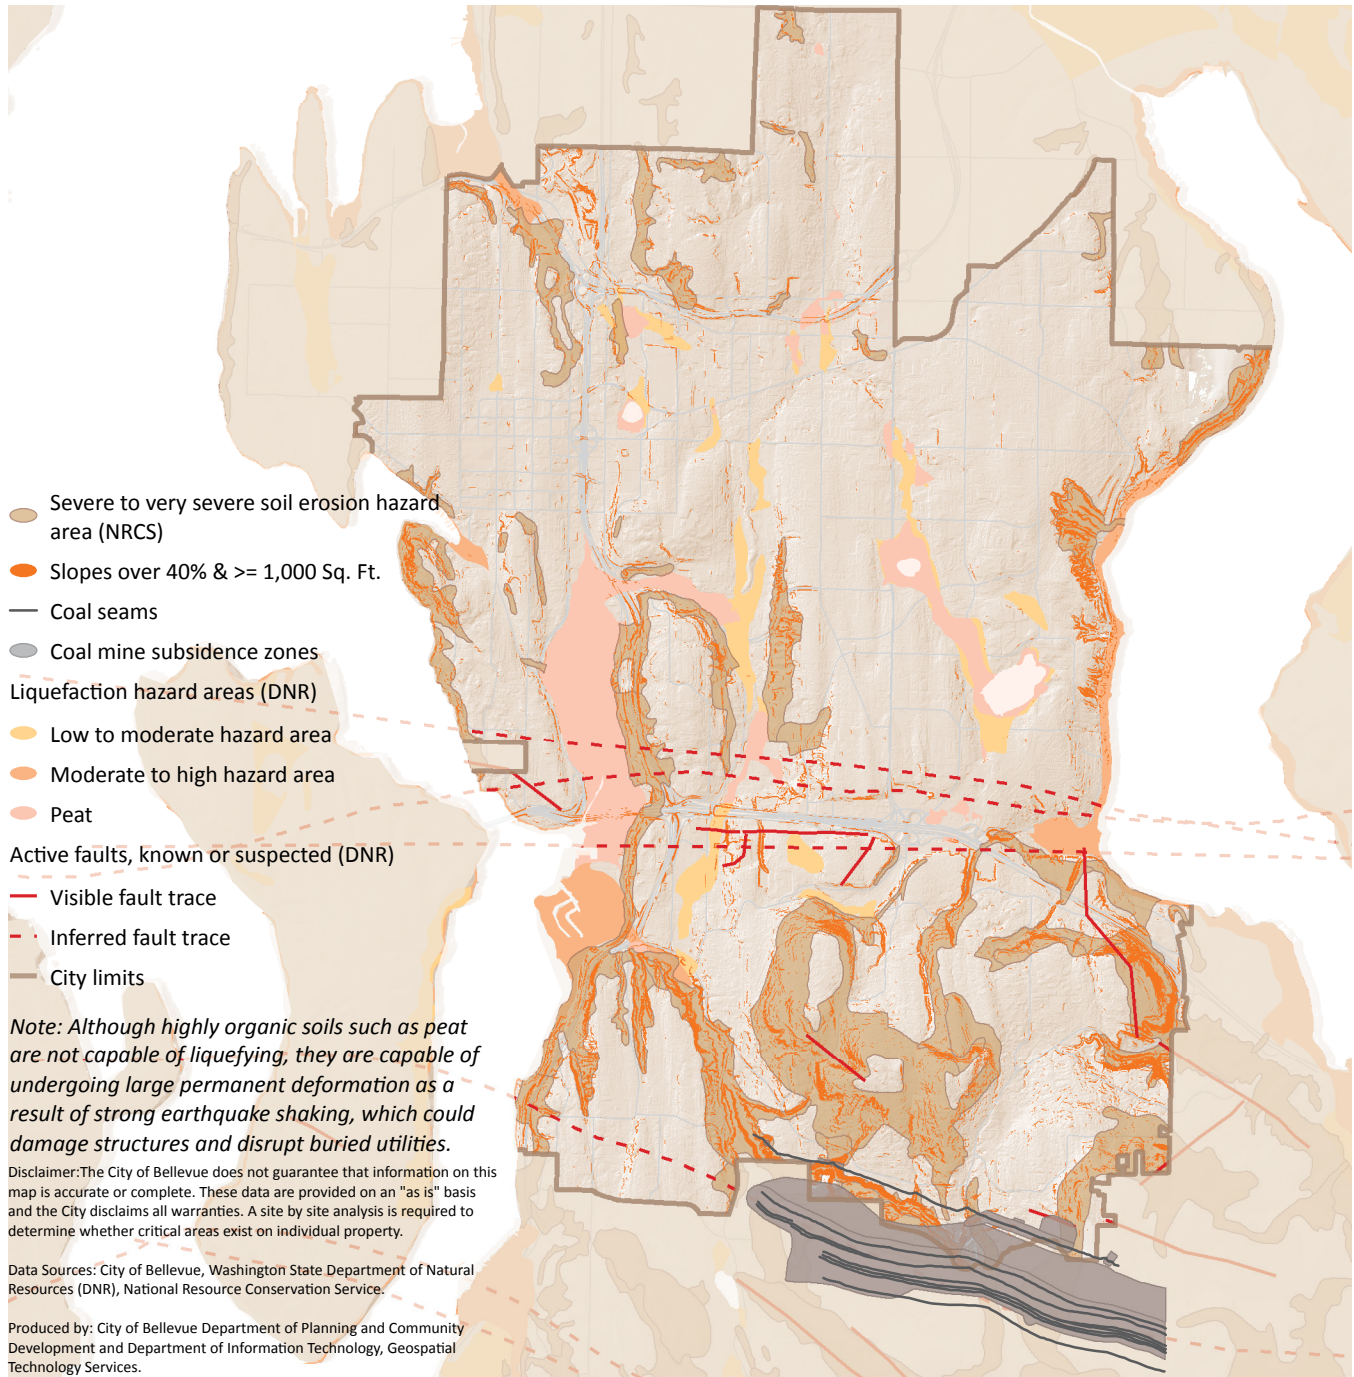 Severe to very severe soil erosion hazard
area (NRCS)
Slopes over 40% & >= 1,000 Sq. Ft.
Coal seams
Coal mine subsidence zones
Liquefaction hazard areas (DNR)
Low to moderate hazard area
Moderate to high hazard area
Peat
Active faults, known or suspected (DNR)
Visible fault trace
Inferred fault trace
City limits
Note: Although highly organic soils such as peat
are not capable of liquefying, they are capable of
undergoing large permanent deformation as a
result of strong earthquake shaking, which could
damage structures and disrupt buried utilities.
Disclaimer:The City of Bellevue does not guarantee that information on this
map is accurate or complete. These data are provided on an "as is" basis
and the City disclaims all warranties. A site by site analysis is required to
determine whether critical areas exist on individual property.
Data Sources: City of Bellevue, Washington State Department of Natural
Resources (DNR), National Resource Conservation Service.
Produced by: City of Bellevue Department of Planning and Community
Development and Department of Information Technology, Geospatial
Technology Services.